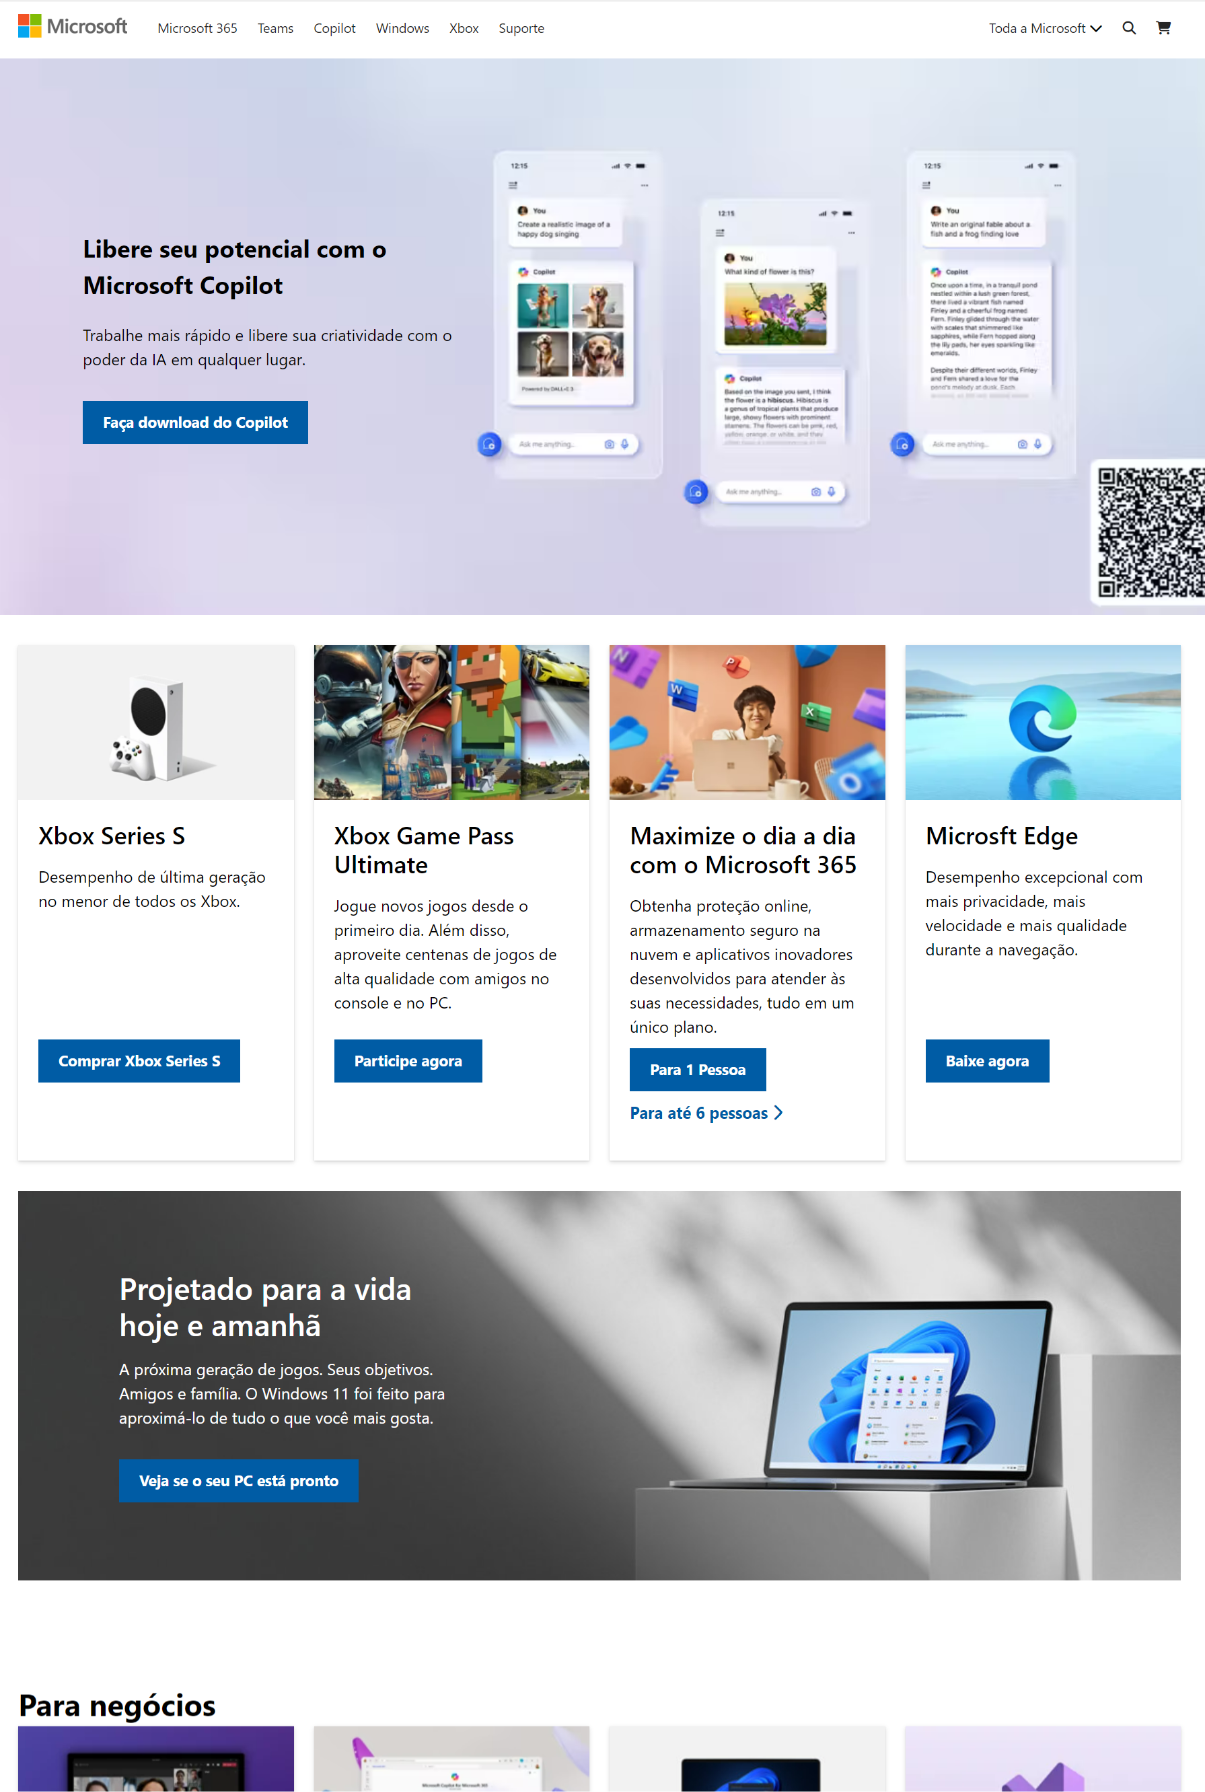 Microsoft
Microsoft 365 Teams Copilot Windows Xbox Suporte
Toda a Microsoft
Libere seu potencial com o
Microsoft Copilot
Trabalhe mais rápido e libere sua criatividade com o
poder da IA em qualquer lugar.
Faça download do Copilot
12:15
You
Create a realistic image of a
happy dog singing
Copilot
Powered by DALL•E 3
Ask me anything...
12:15
You
What kind of flower is this?
Copilot
Based on the image you sent, I think
the flower is a hibiscus. Hibiscus is
a genus of tropical plants that produce
large, showy flowers with prominent
stamens. The flowers can be pink, red,
yellow, orange, or white, and they
Ask me anything...
12:15
You
Write an original fable about a
fish and a frog finding love
Copilot
Once upon a time, in a tranquil pond
nestled within a lush green forest,
there lived a vibrant fish named
Finley and a cheerful frog named
Fern. Finley glided through the water
with scales that shimmered like
sapphires, while Fern hopped along
the lily pads, her eyes sparkling like
emeralds.
Despite their different worlds, Finley
and Fern shared a love for the
pond's melody at dusk. Each
Ask me anything...
Xbox Series S
Desempenho de última geração
no menor de todos os Xbox.
Comprar Xbox Series S
Xbox Game Pass
Ultimate
Jogue novos jogos desde o
primeiro dia. Além disso,
aproveite centenas de jogos de
alta qualidade com amigos no
console e no PC.
Participe agora
Maximize o dia a dia
com o Microsoft 365
Obtenha proteção online,
armazenamento seguro na
nuvem e aplicativos inovadores
desenvolvidos para atender às
suas necessidades, tudo em um
único plano.
Para 1 Pessoa
Para até 6 pessoas
Microsft Edge
Desempenho excepcional com
mais privacidade, mais
velocidade e mais qualidade
durante a navegação.
Baixe agora
Projetado para a vida
hoje e amanhã
A próxima geração de jogos. Seus objetivos.
Amigos e família. O Windows 11 foi feito para
aproximá-lo de tudo o que você mais gosta.
Veja se o seu PC está pronto
Para negócios
Microsoft Copilot for Microsoft 365